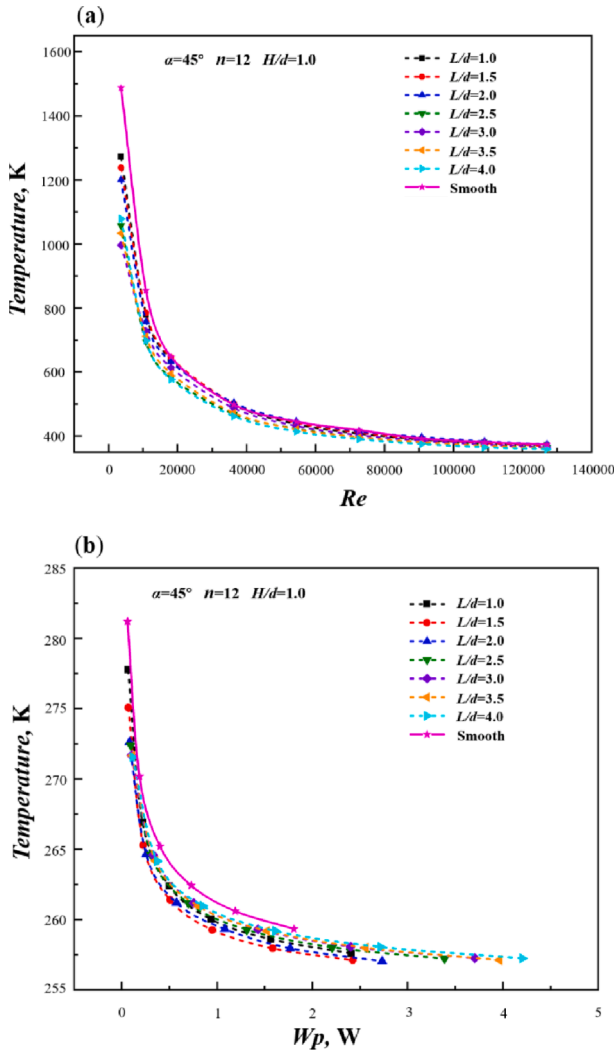 (a)
α=45° n=12 H/d=1.0
L/d=1.0
L/d=1.5
L/d=2.0
L/d=2.5
L/d=3.0
L/d=3.5
L/d=4.0
Smooth
Temperature, K
1600
1400
1200
1000
800
600
400
0 20000 40000 60000 80000 100000 120000 140000
Re
(b)
α=45° n=12 H/d=1.0
L/d=1.0
L/d=1.5
L/d=2.0
L/d=2.5
L/d=3.0
L/d=3.5
L/d=4.0
Smooth
Temperature, K
285
280
275
270
265
260
255
0 1 2 3 4 5
Wp, W